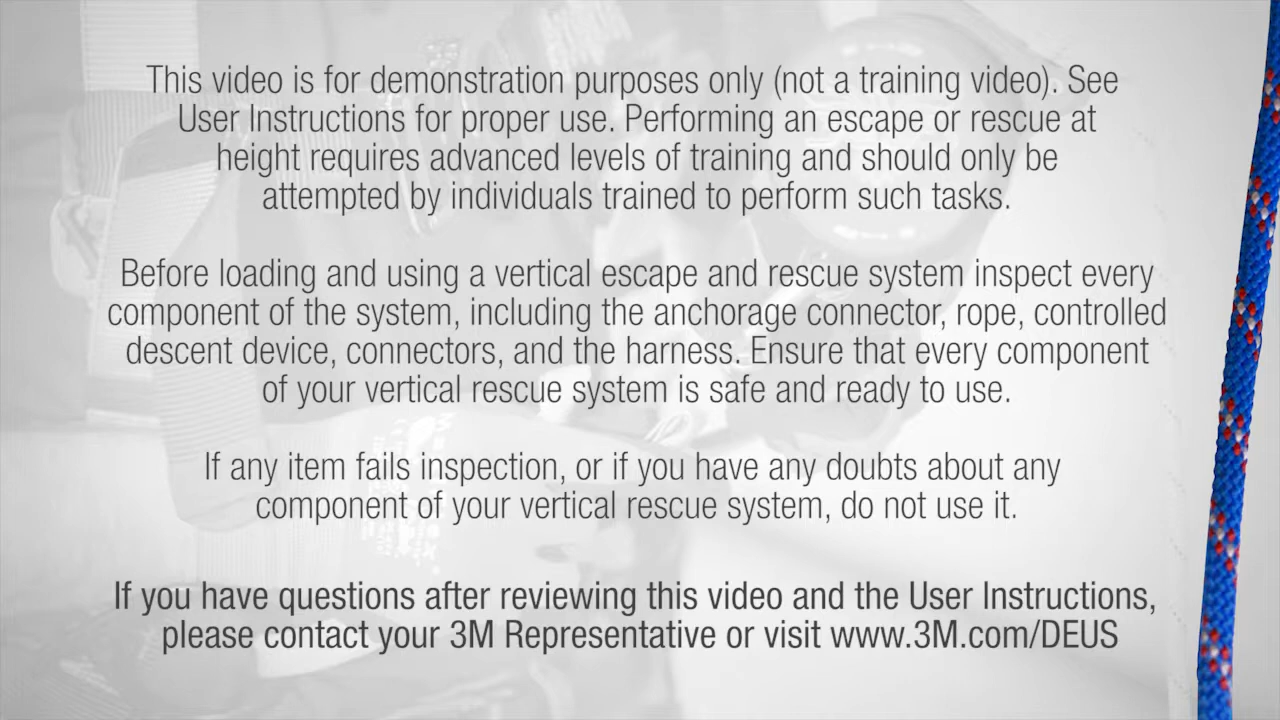 This video is for demonstration purposes only (not a training video). See
User Instructions for proper use. Performing an escape or rescue at
height requires advanced levels of training and should only be
attempted by individuals trained to perform such tasks.
Before loading and using a vertical escape and rescue system inspect every
component of the system, including the anchorage connector, rope, controlled
descent device, connectors, and the harness. Ensure that every component
of your vertical rescue system is safe and ready to use.
If any item fails inspection, or if you have any doubts about any
component of your vertical rescue system, do not use it.
If you have questions after reviewing this video and the User Instructions,
please contact your 3M Representative or visit www.3M.com/DEUS